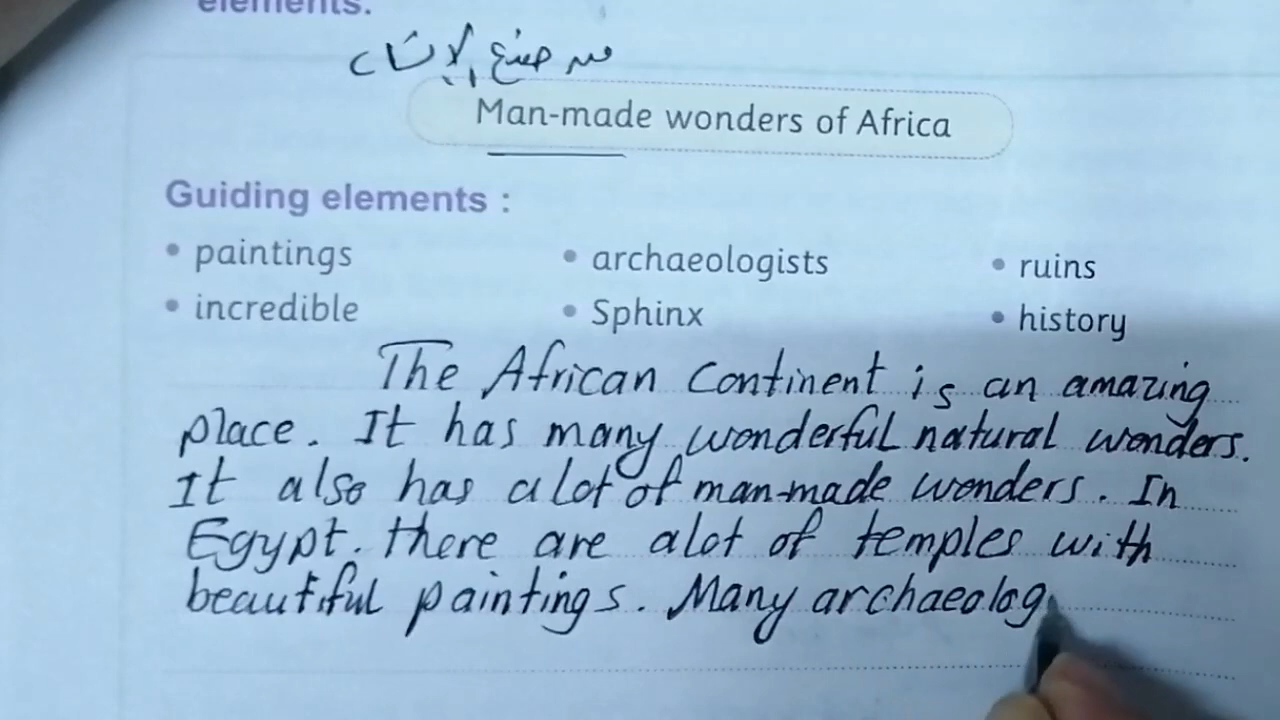 elements.
من صنع الإنسان
Man-made wonders of Africa
Guiding elements :
• paintings • archaeologists • ruins
• incredible • Sphinx • history
The African Continent is an amazing
place. It has many wonderful natural wonders.
It also has alot of man-made wonders. In
Egypt. there are alot of temples with
beautiful paintings. Many archaeolog